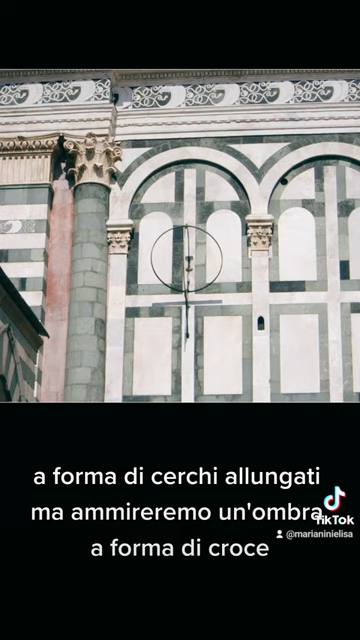 a forma di cerchi allungati
ma ammireremo un'ombra
a forma di croce
TikTok
@marianinielisa